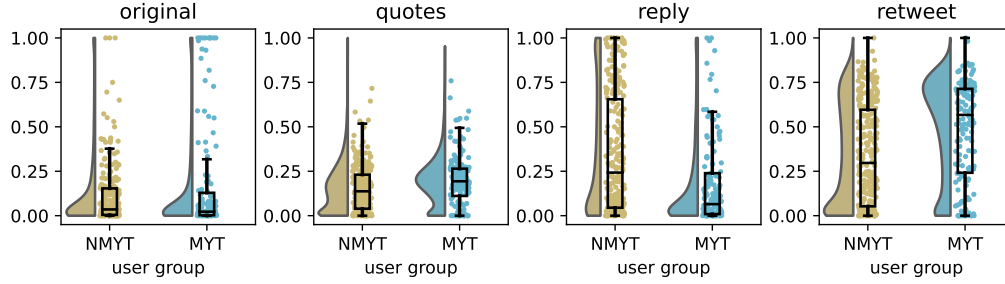 original quotes reply retweet
1.00 1.00 1.00 1.00
0.75 0.75 0.75 0.75
0.50 0.50 0.50 0.50
0.25 0.25 0.25 0.25
0.00 0.00 0.00 0.00
NMYT MYT NMYT MYT NMYT MYT NMYT MYT
user group user group user group user group